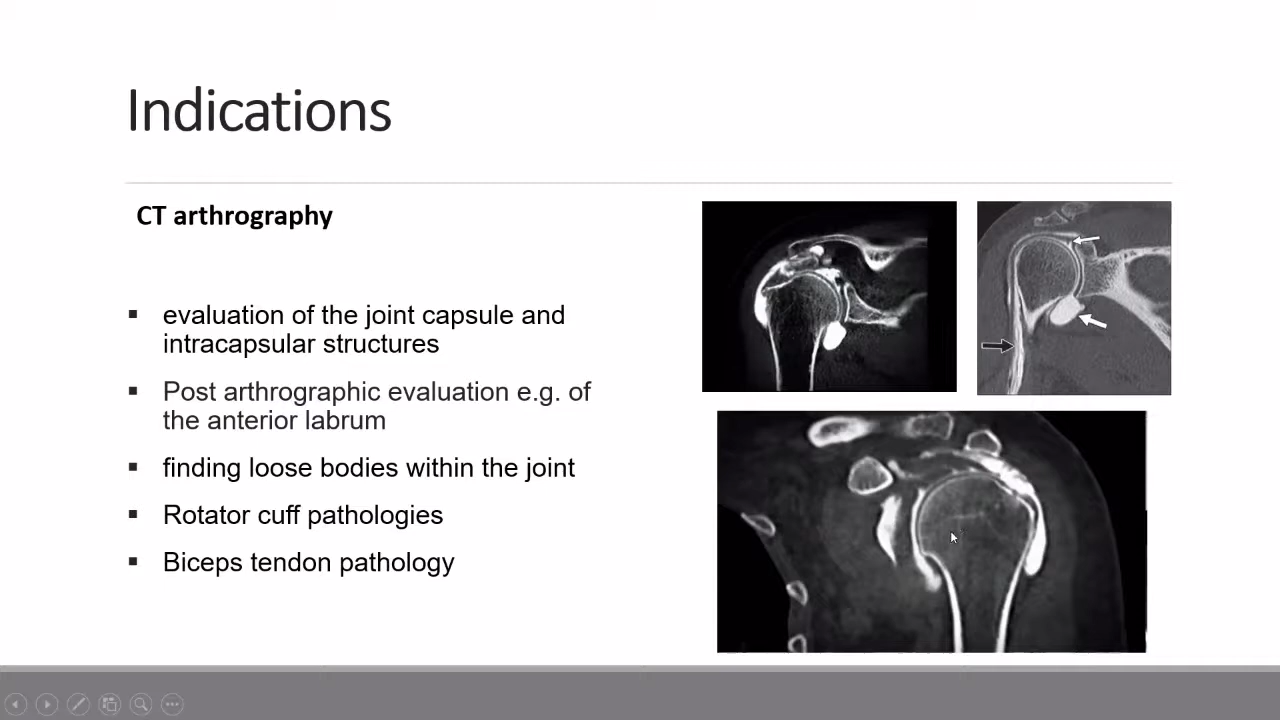 Indications
CT arthrography
▪ evaluation of the joint capsule and
intracapsular structures
▪ Post arthrographic evaluation e.g. of
the anterior labrum
▪ finding loose bodies within the joint
▪ Rotator cuff pathologies
▪ Biceps tendon pathology